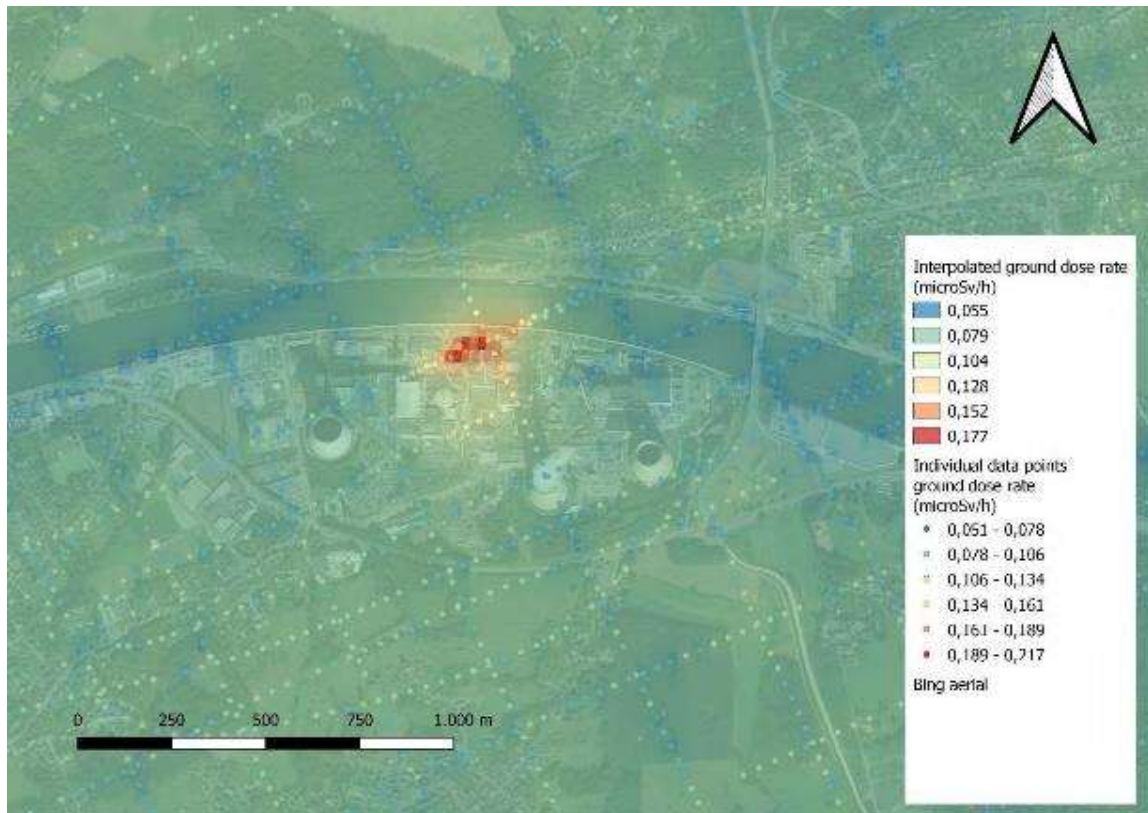 Interpolated ground dose rate
(microSv/h)
0,055
0,079
0,104
0,128
0,152
0,177
Individual data points
ground dose rate
(microSv/h)
0,051 - 0,078
0,078 - 0,106
0,106 - 0,134
0,134 - 0,161
0,161 - 0,189
0,189 - 0,217
Bing aerial
0 250 500 750 1.000 m